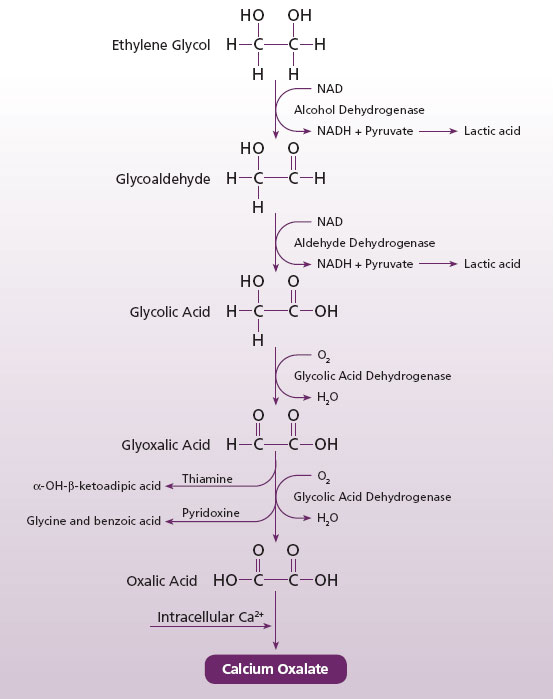 HO OH
Ethylene Glycol H—C—C—H
H H
NAD
Alcohol Dehydrogenase
NADH + Pyruvate Lactic acid
HO O
Glycoaldehyde H—C—C—H
H
NAD
Aldehyde Dehydrogenase
NADH + Pyruvate Lactic acid
HO O
Glycolic Acid H—C—C—OH
H
O₂
Glycolic Acid Dehydrogenase
H₂O
O O
Glyoxalic Acid H—C—C—OH
Thiamine
α-OH-β-ketoadipic acid
O₂
Glycolic Acid Dehydrogenase
Pyridoxine
Glycine and benzoic acid
H₂O
O O
Oxalic Acid HO—C—C—OH
Intracellular Ca²⁺
Calcium Oxalate